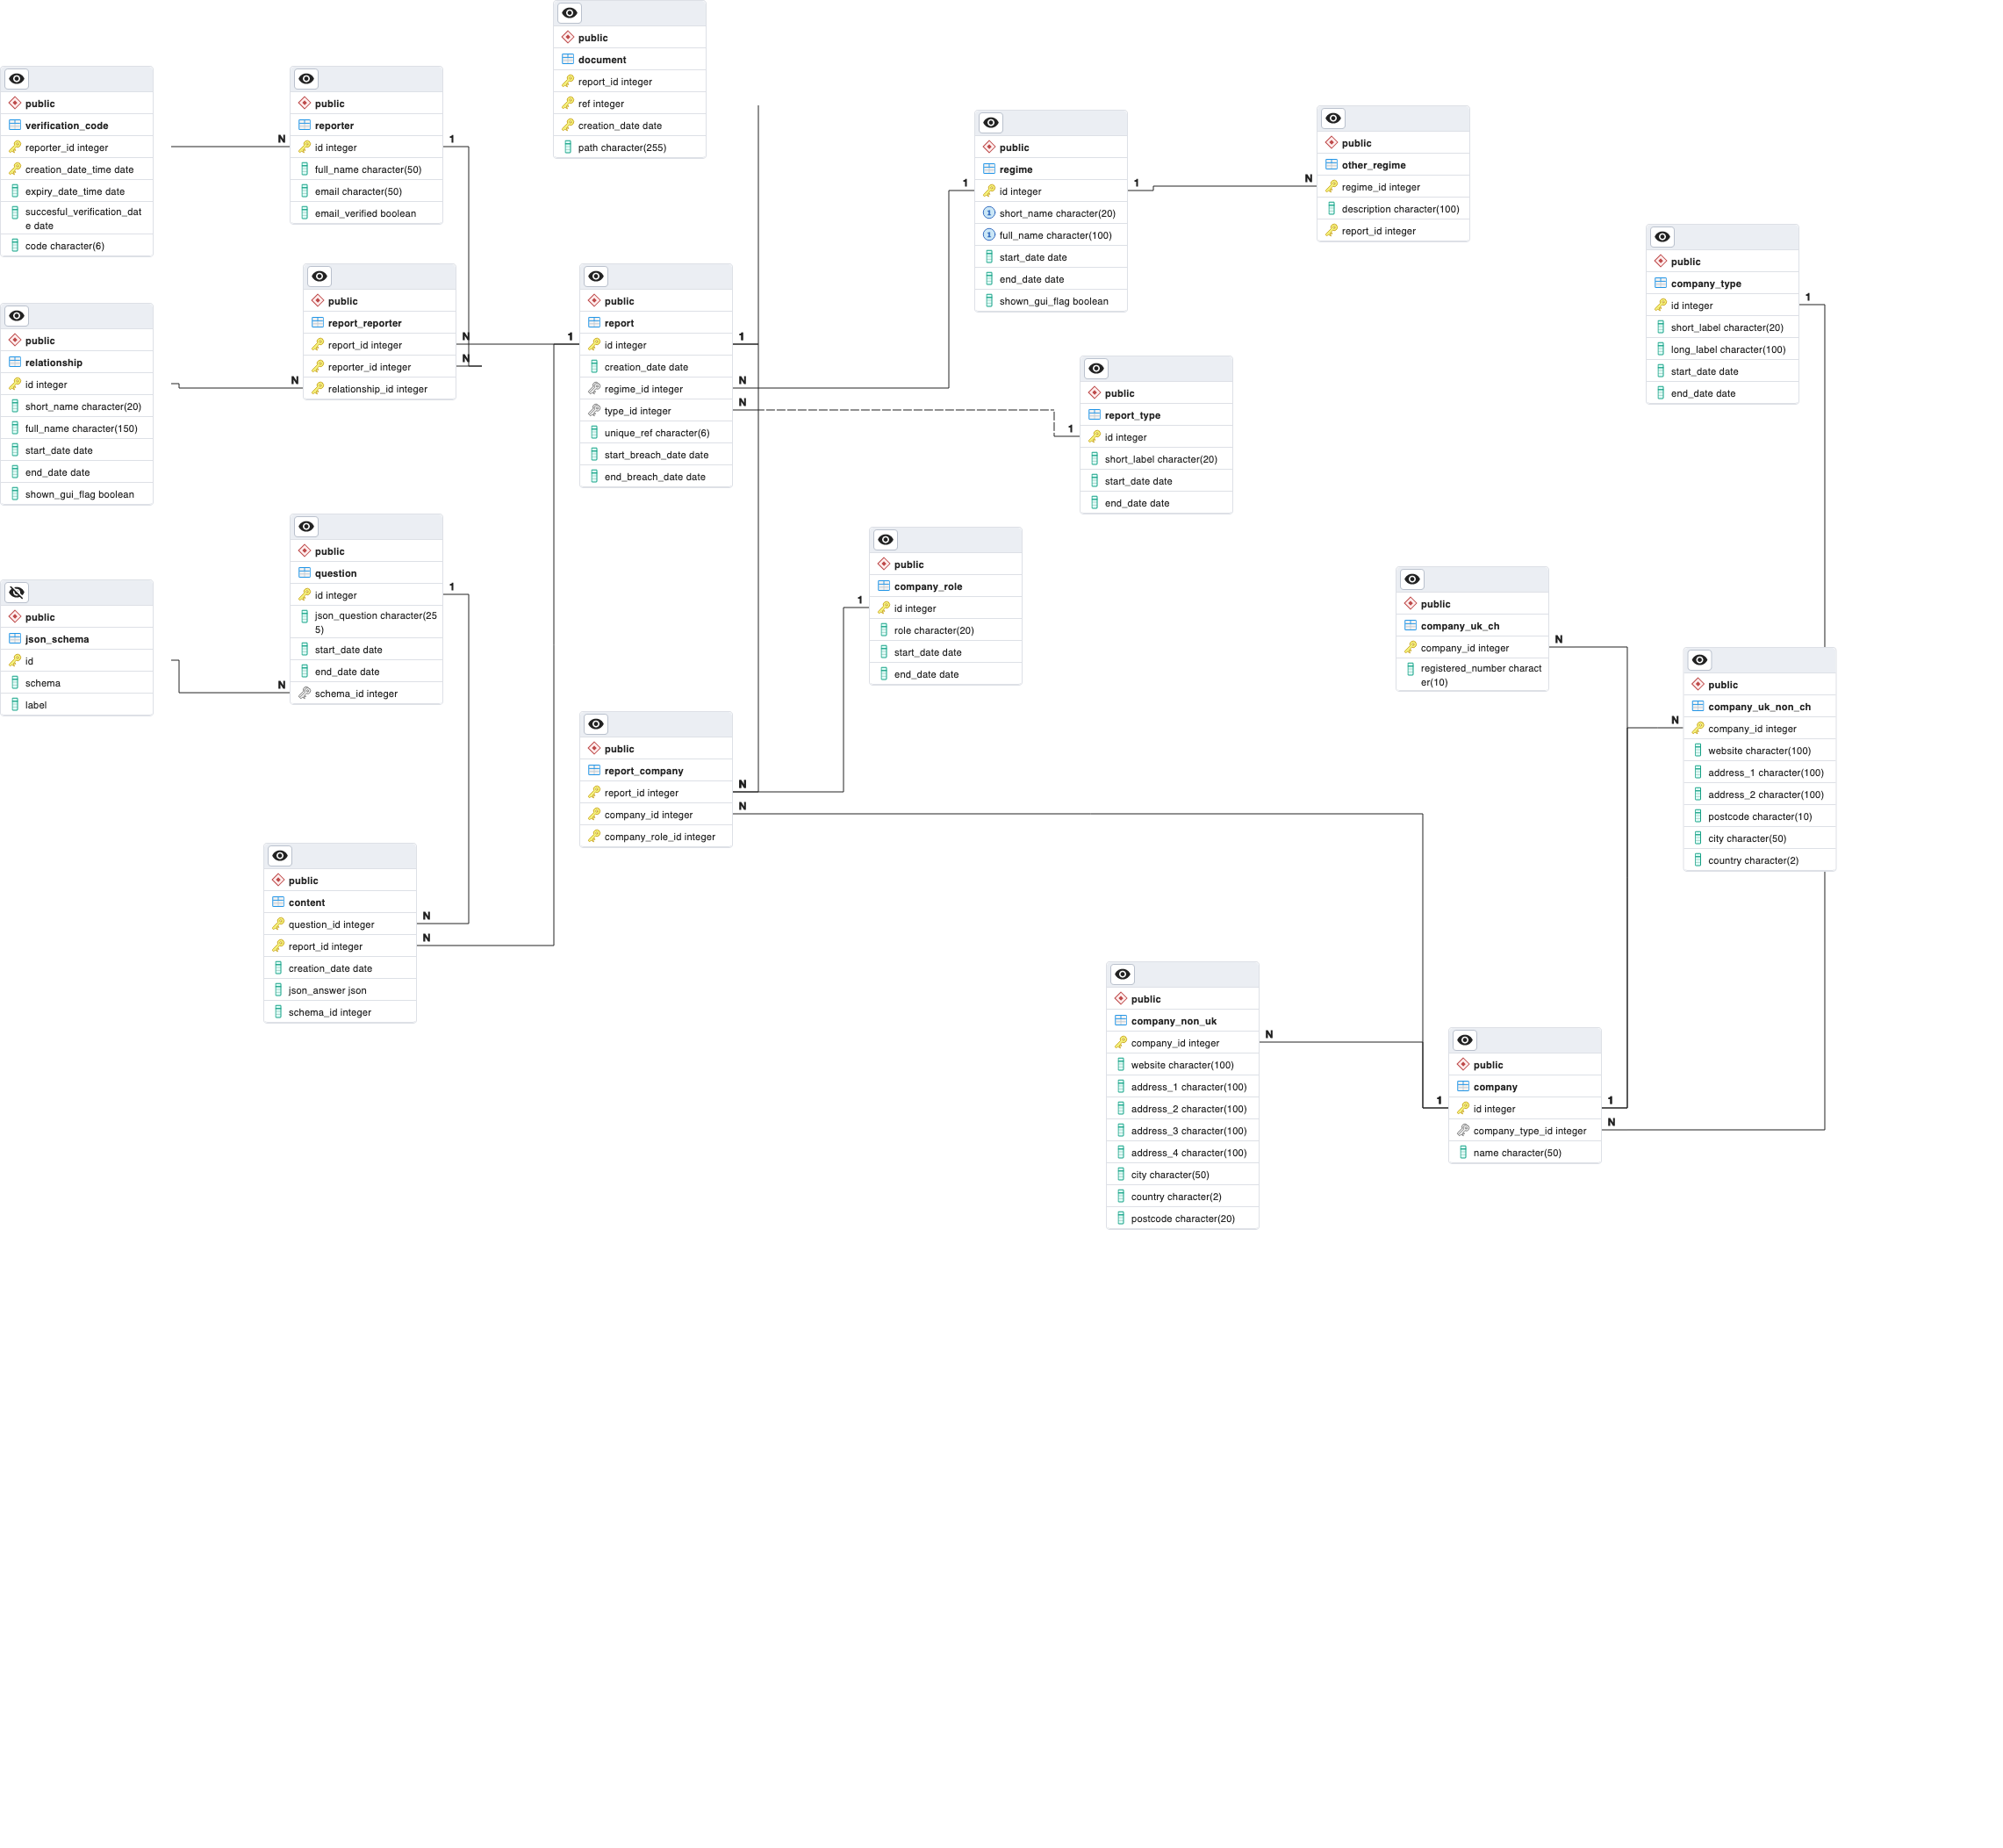 public
document
report_id integer
ref integer
creation_date date
path character(255)
public
verification_code
reporter_id integer
creation_date_time date
expiry_date_time date
succesful_verification_dat
e date
code character(6)
N
public
reporter
id integer
full_name character(50)
email character(50)
email_verified boolean
1
public
regime
id integer
short_name character(20)
full_name character(100)
start_date date
end_date date
shown_gui_flag boolean
1
1
N
public
other_regime
regime_id integer
description character(100)
report_id integer
public
company_type
id integer
short_label character(20)
long_label character(100)
start_date date
end_date date
1
public
relationship
id integer
short_name character(20)
full_name character(150)
start_date date
end_date date
shown_gui_flag boolean
N
public
report_reporter
report_id integer
reporter_id integer
relationship_id integer
N
N
1
public
report
id integer
creation_date date
regime_id integer
type_id integer
unique_ref character(6)
start_breach_date date
end_breach_date date
1
N
N
1
public
report_type
id integer
short_label character(20)
start_date date
end_date date
public
json_schema
id
schema
label
N
public
question
id integer
json_question character(25
5)
start_date date
end_date date
schema_id integer
1
1
public
company_role
id integer
role character(20)
start_date date
end_date date
public
company_uk_ch
company_id integer
registered_number charact
er(10)
N
N
public
company_uk_non_ch
company_id integer
website character(100)
address_1 character(100)
address_2 character(100)
postcode character(10)
city character(50)
country character(2)
public
report_company
report_id integer
company_id integer
company_role_id integer
N
N
public
content
question_id integer
report_id integer
creation_date date
json_answer json
schema_id integer
N
N
public
company_non_uk
company_id integer
website character(100)
address_1 character(100)
address_2 character(100)
address_3 character(100)
address_4 character(100)
city character(50)
country character(2)
postcode character(20)
N
1
public
company
id integer
company_type_id integer
name character(50)
1
N